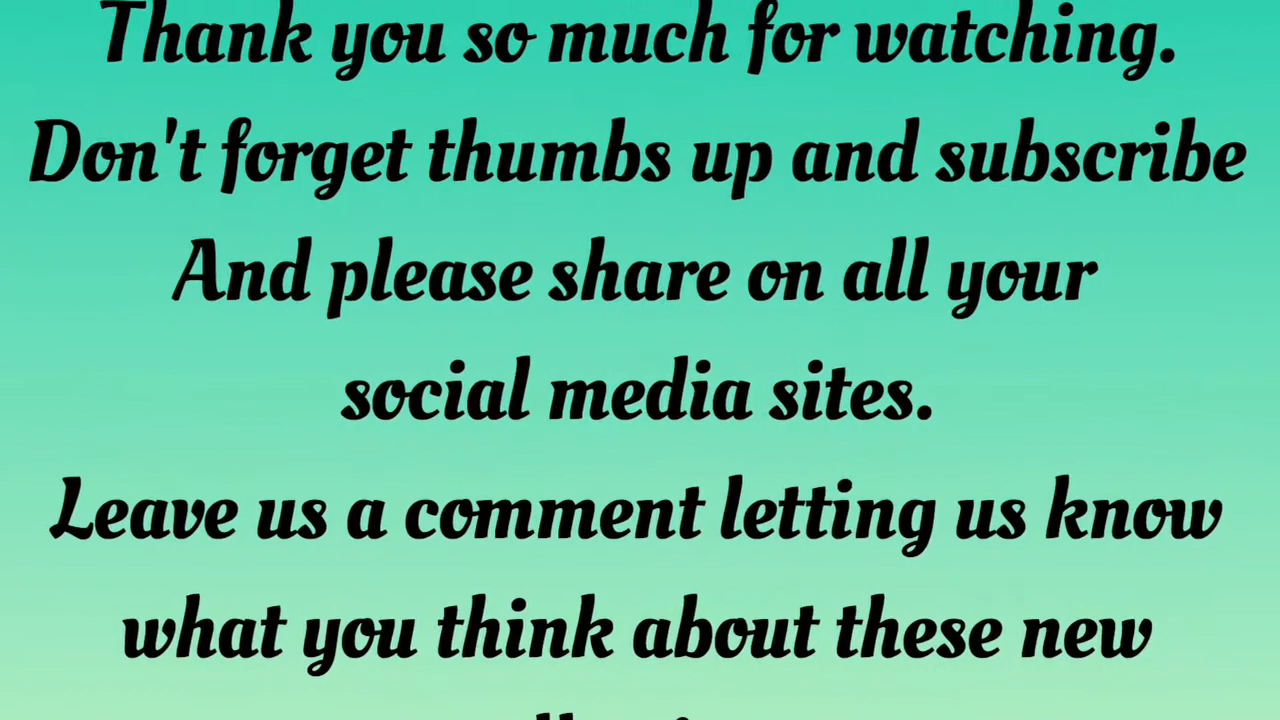 Thank you so much for watching.
Don't forget thumbs up and subscribe
And please share on all your
social media sites.
Leave us a comment letting us know
what you think about these new